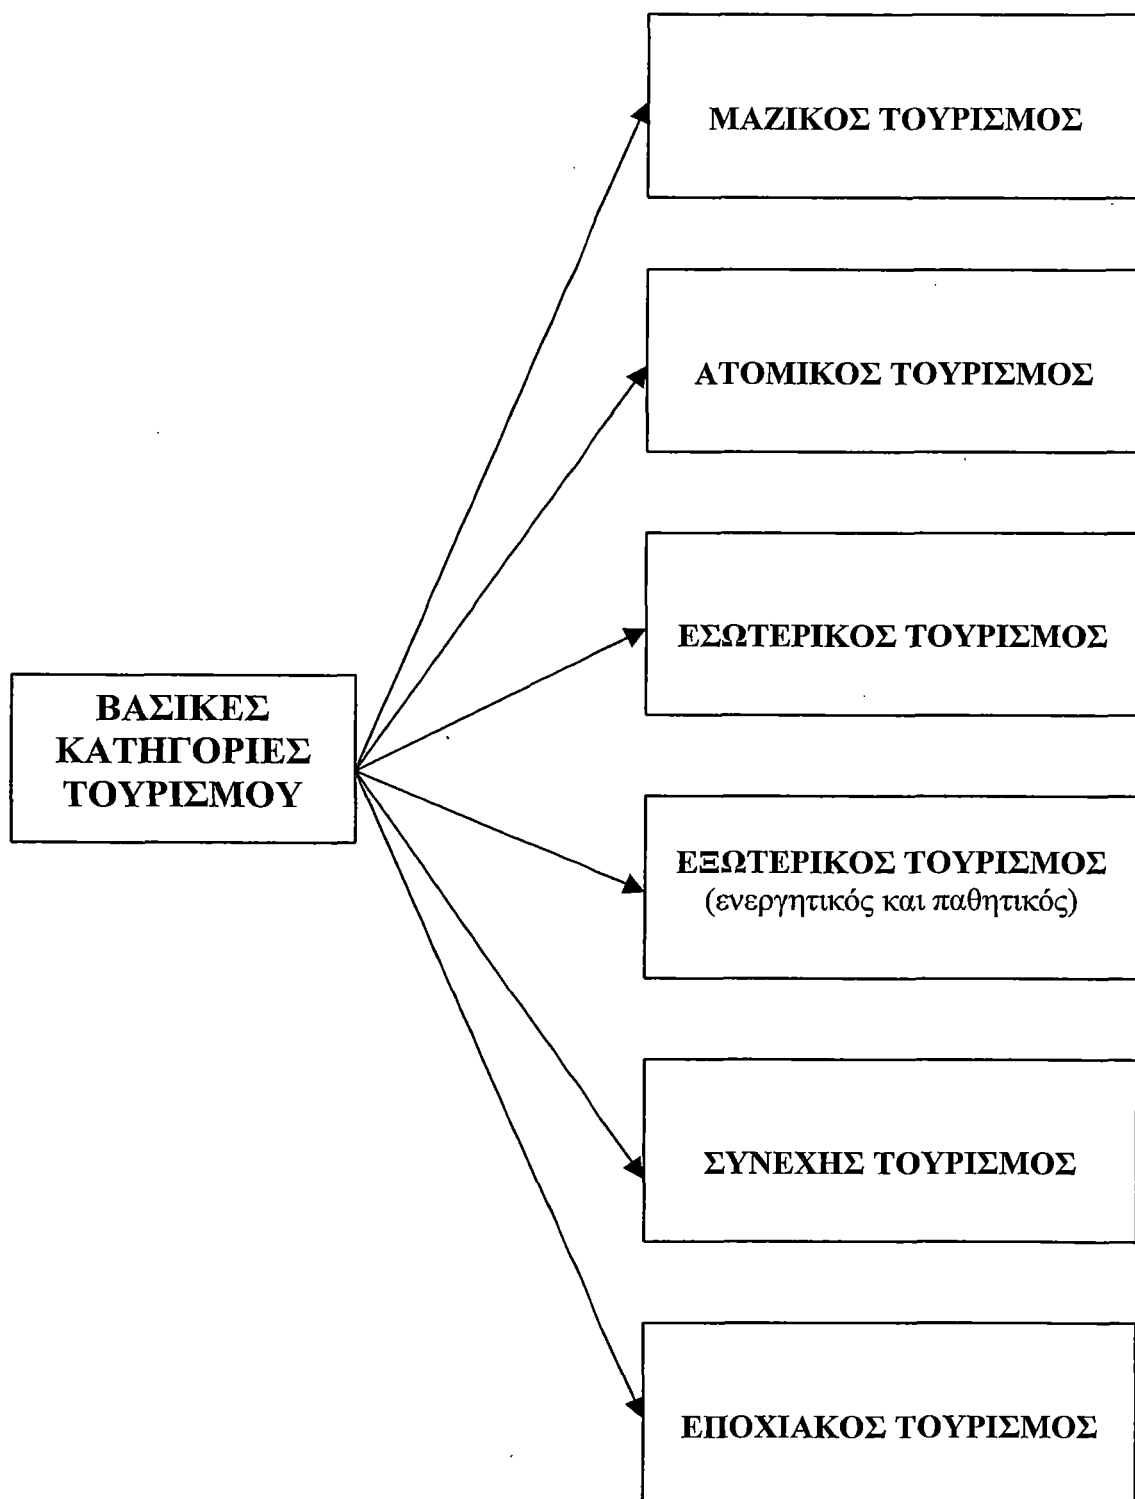 ΜΑΖΙΚΟΣ ΤΟΥΡΙΣΜΟΣ
ΑΤΟΜΙΚΟΣ ΤΟΥΡΙΣΜΟΣ
ΕΣΩΤΕΡΙΚΟΣ ΤΟΥΡΙΣΜΟΣ
ΒΑΣΙΚΕΣ
ΚΑΤΗΓΟΡΙΕΣ
ΤΟΥΡΙΣΜΟΥ
ΕΞΩΤΕΡΙΚΟΣ ΤΟΥΡΙΣΜΟΣ
(ενεργητικός και παθητικός)
ΣΥΝΕΧΗΣ ΤΟΥΡΙΣΜΟΣ
ΕΠΟΧΙΑΚΟΣ ΤΟΥΡΙΣΜΟΣ